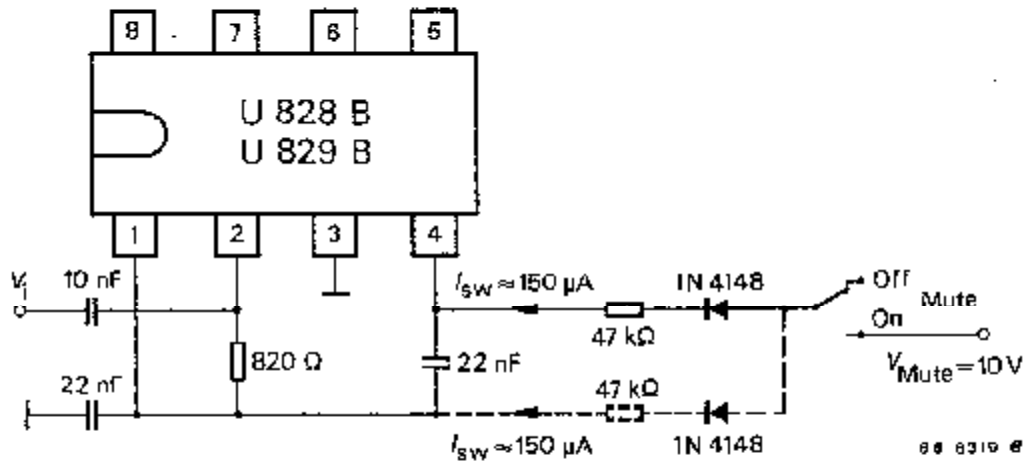 8 7 6 5
U 828 B
U 829 B
1 2 3 4
Vi 10 nF
Isw ≈ 150 µA 1N 4148 Off
Mute
On
47 kΩ
820 Ω 22 nF
VMute = 10 V
22 nF 47 kΩ
Isw ≈ 150 µA 1N 4148